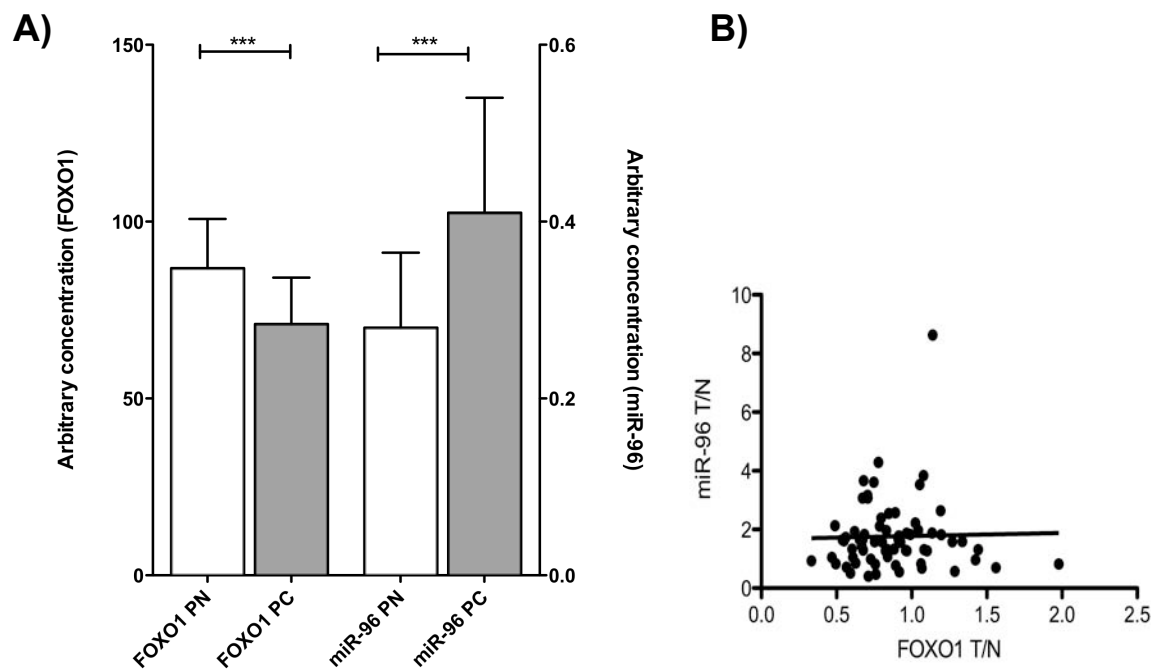 A)
150
100
50
0
Arbitrary concentration (FOXO1)
***
***
0.6
0.4
0.2
0.0
Arbitrary concentration (miR-96)
FOXO1 PN
FOXO1 PC
miR-96 PN
miR-96 PC
B)
10
8
6
4
2
0
miR-96 T/N
0.0 0.5 1.0 1.5 2.0 2.5
FOXO1 T/N